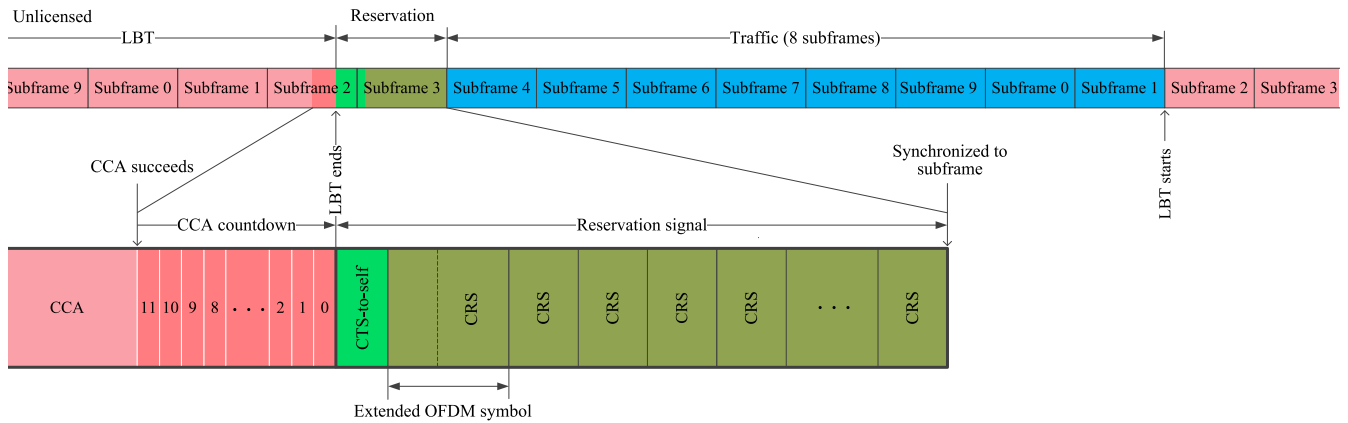 Unlicensed
LBT
Reservation
Traffic (8 subframes)
Subframe 9 Subframe 0 Subframe 1 Subframe 2 Subframe 3 Subframe 4 Subframe 5 Subframe 6 Subframe 7 Subframe 8 Subframe 9 Subframe 0 Subframe 1 Subframe 2 Subframe 3
CCA succeeds
LBT ends
Synchronized to
subframe
LBT starts
CCA countdown
Reservation signal
CCA 11 10 9 8 · · · 2 1 0 CTS-to-self CRS CRS CRS CRS CRS · · · CRS
Extended OFDM symbol